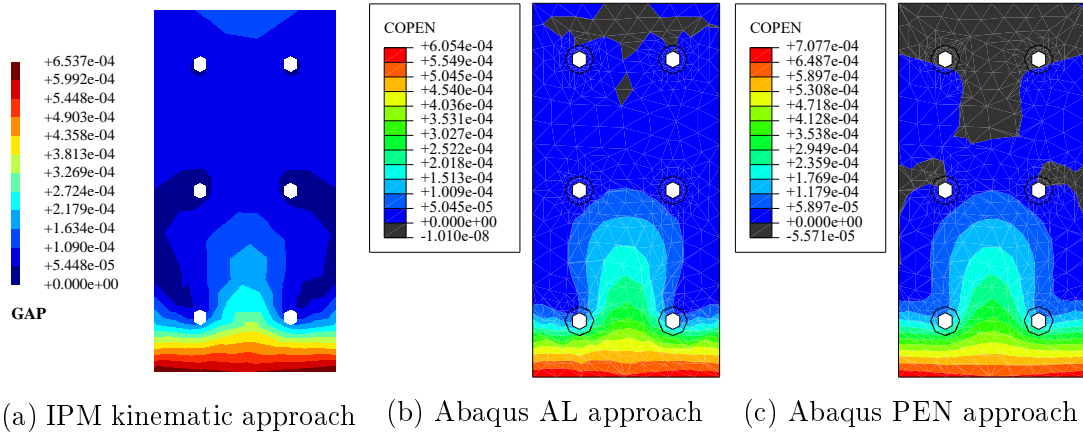 +6.537e-04
+5.992e-04
+5.448e-04
+4.903e-04
+4.358e-04
+3.813e-04
+3.269e-04
+2.724e-04
+2.179e-04
+1.634e-04
+1.090e-04
+5.448e-05
+0.000e+00
GAP
(a) IPM kinematic approach
COPEN
+6.054e-04
+5.549e-04
+5.045e-04
+4.540e-04
+4.036e-04
+3.531e-04
+3.027e-04
+2.522e-04
+2.018e-04
+1.513e-04
+1.009e-04
+5.045e-05
+0.000e+00
-1.010e-08
(b) Abaqus AL approach
COPEN
+7.077e-04
+6.487e-04
+5.897e-04
+5.308e-04
+4.718e-04
+4.128e-04
+3.538e-04
+2.949e-04
+2.359e-04
+1.769e-04
+1.179e-04
+5.897e-05
+0.000e+00
-5.571e-05
(c) Abaqus PEN approach